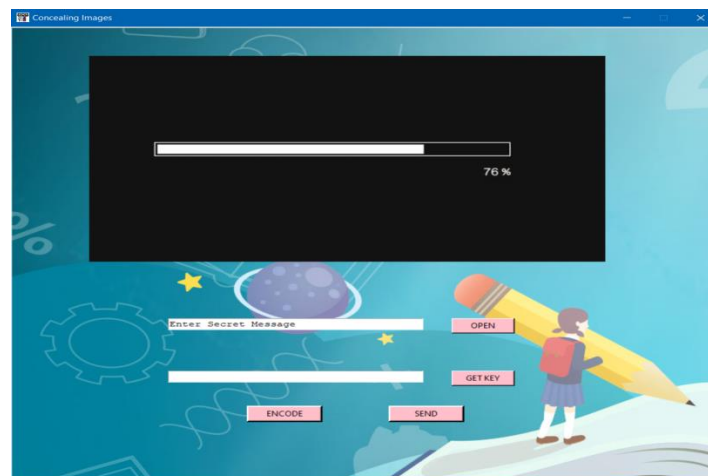 Concealing Images
76 %
Enter Secret Message
OPEN
GET KEY
ENCODE
SEND
%